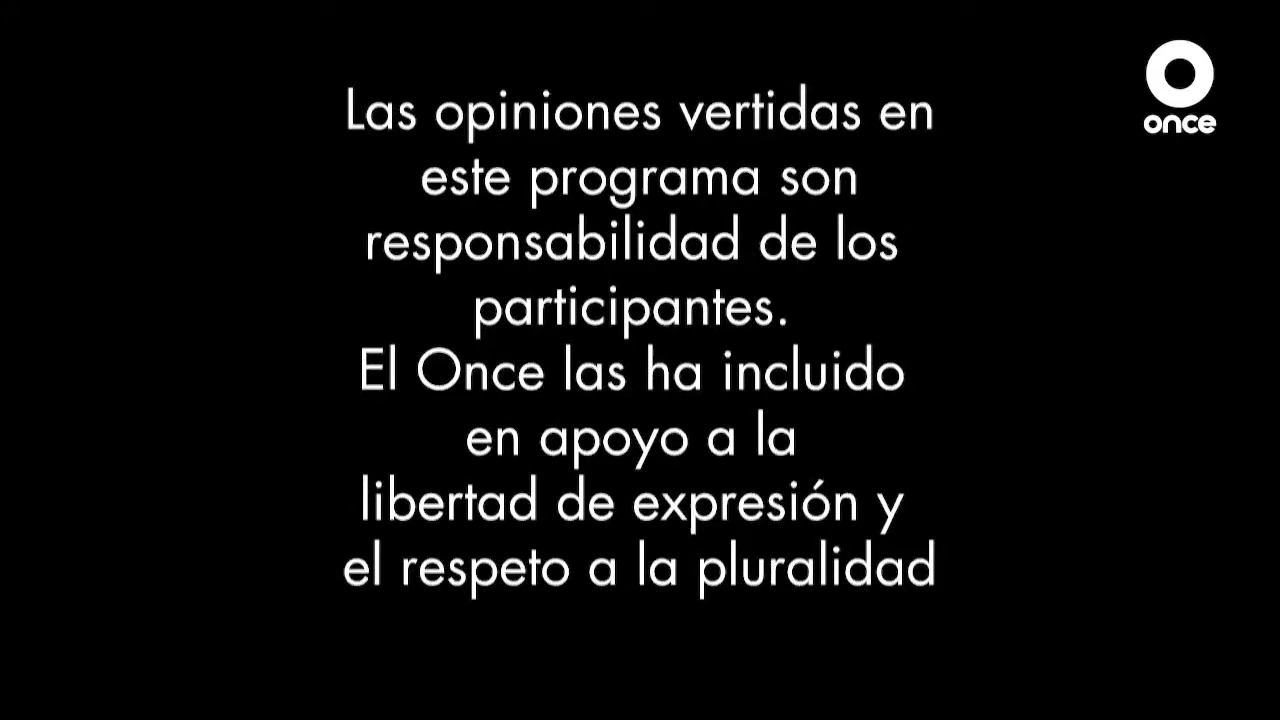 Las opiniones vertidas en
este programa son
responsabilidad de los
participantes.
El Once las ha incluido
en apoyo a la
libertad de expresión y
el respeto a la pluralidad
once